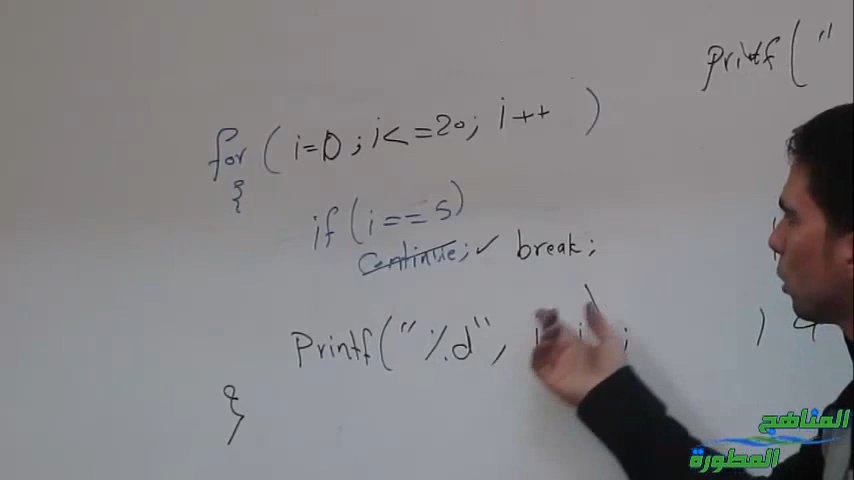 printf("
for (i=0; i<=20; i++ )
{
if (i==5)
continue; ✓ break;
Printf("%d",
}
المناهج
المطورة